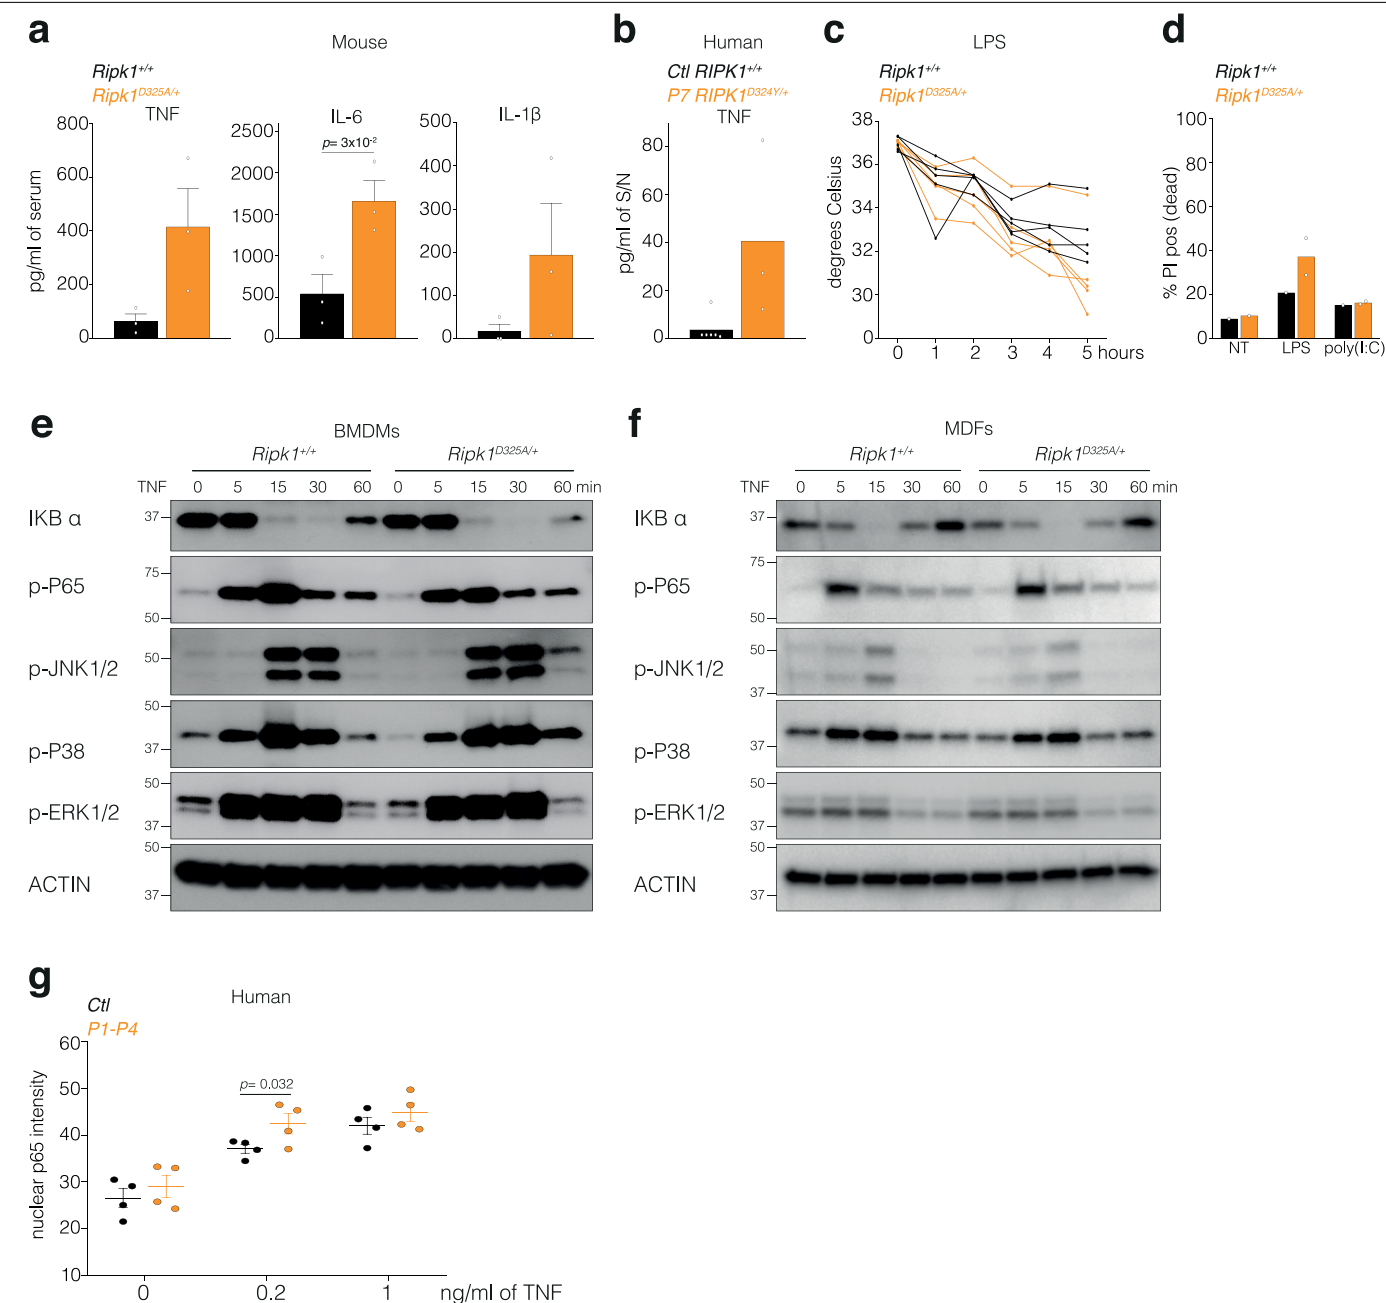 a
Mouse
Ripk1+/+
Ripk1D325A/+
TNF
pg/ml of serum
800
600
400
200
0
IL-6
p= 3x10-2
2500
2000
1500
1000
500
0
IL-1β
500
400
300
200
100
0
b
Human
Ctl RIPK1+/+
P7 RIPK1D324Y/+
TNF
pg/ml of S/N
80
60
40
20
0
c
LPS
Ripk1+/+
Ripk1D325A/+
degrees Celsius
38
36
34
32
30
0
0 1 2 3 4 5 hours
d
Ripk1+/+
Ripk1D325A/+
% PI pos (dead)
100
80
60
40
20
0
NT LPS poly(I:C)
e
BMDMs
Ripk1+/+ Ripk1D325A/+
TNF 0 5 15 30 60 0 5 15 30 60 min
IKB α 37
p-P65 75 50
p-JNK1/2 50
p-P38 50 37
p-ERK1/2 50 37
ACTIN 50 37
f
MDFs
Ripk1+/+ Ripk1D325A/+
TNF 0 5 15 30 60 0 5 15 30 60 min
IKB α 37
p-P65 75 50
p-JNK1/2 50 37
p-P38 37
p-ERK1/2 50 37
ACTIN 50 37
g
Human
Ctl
P1-P4
nuclear p65 intensity
60
50
40
30
20
10
p= 0.032
0 0.2 1 ng/ml of TNF